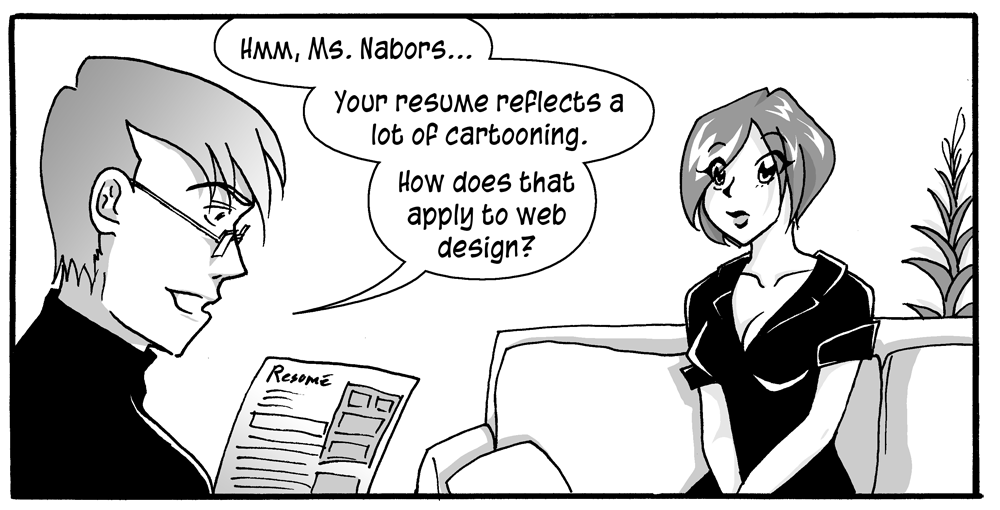 Hmm, Ms. Nabors...
Your resume reflects a
lot of cartooning.
How does that
apply to web
design?
Resumé